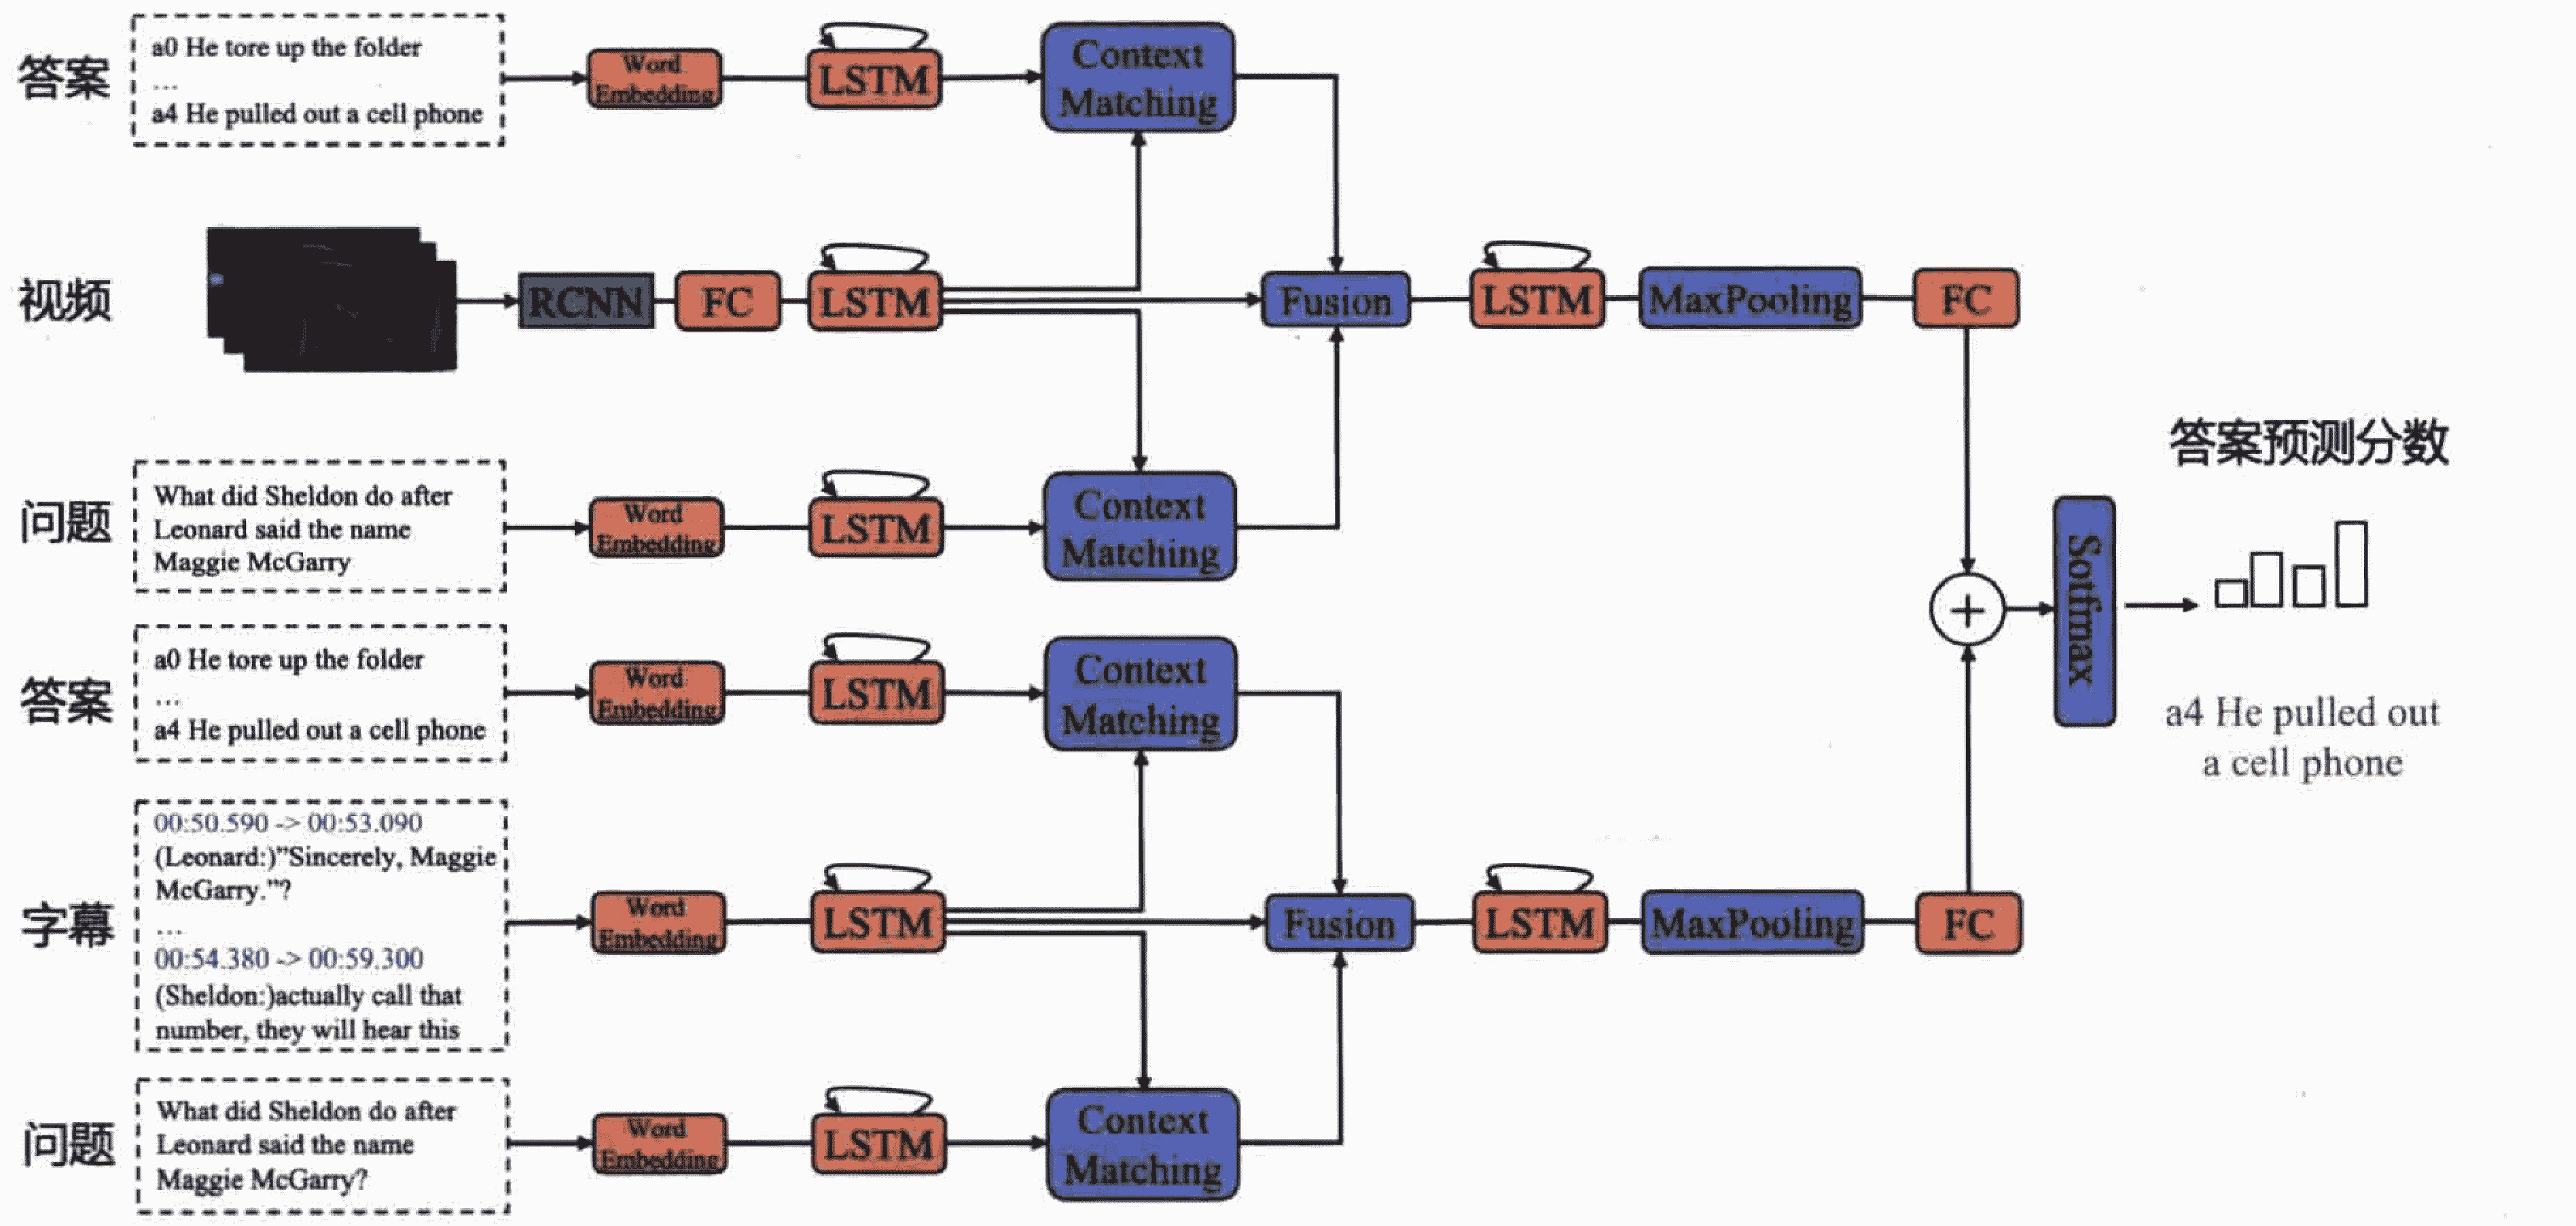 答案
a0 He tore up the folder
...
a4 He pulled out a cell phone
Word
Embedding
LSTM
Context
Matching
视频
RCNN
FC
LSTM
Fusion
LSTM
MaxPooling
FC
问题
What did Sheldon do after
Leonard said the name
Maggie McGarry
Word
Embedding
LSTM
Context
Matching
答案预测分数
Sotfmax
a4 He pulled out
a cell phone
答案
a0 He tore up the folder
...
a4 He pulled out a cell phone
Word
Embedding
LSTM
Context
Matching
字幕
00:50.590 -> 00:53.090
(Leonard:)"Sincerely, Maggie
McGarry."?
...
00:54.380 -> 00:59.300
(Sheldon:)actually call that
number, they will hear this
Word
Embedding
LSTM
Fusion
LSTM
MaxPooling
FC
问题
What did Sheldon do after
Leonard said the name
Maggie McGarry?
Word
Embedding
LSTM
Context
Matching